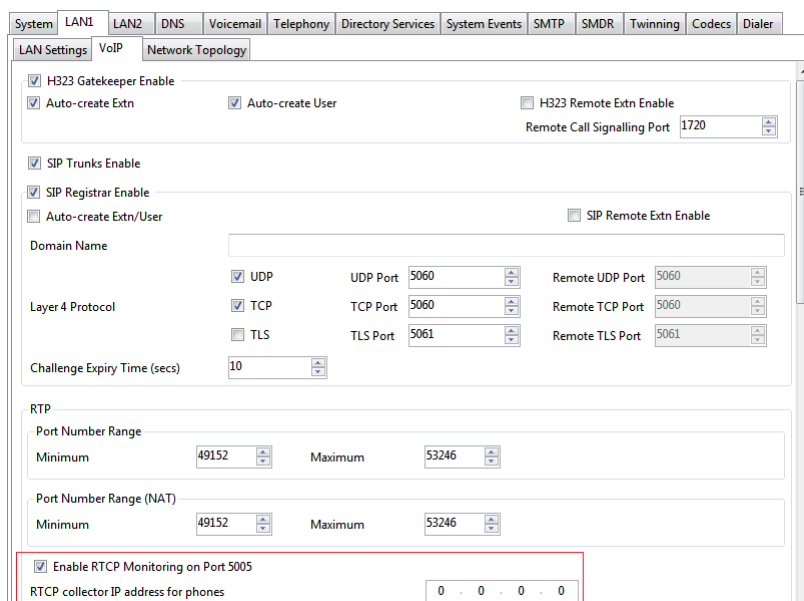 System LAN1 LAN2 DNS Voicemail Telephony Directory Services System Events SMTP SMDR Twinning Codecs Dialer
LAN Settings VoIP Network Topology
H323 Gatekeeper Enable
Auto-create Extn Auto-create User H323 Remote Extn Enable
Remote Call Signalling Port 1720
SIP Trunks Enable
SIP Registrar Enable
Auto-create Extn/User SIP Remote Extn Enable
Domain Name
UDP UDP Port 5060 Remote UDP Port 5060
Layer 4 Protocol TCP TCP Port 5060 Remote TCP Port 5060
TLS TLS Port 5061 Remote TLS Port 5061
Challenge Expiry Time (secs) 10
RTP
Port Number Range
Minimum 49152 Maximum 53246
Port Number Range (NAT)
Minimum 49152 Maximum 53246
Enable RTCP Monitoring on Port 5005
RTCP collector IP address for phones 0 . 0 . 0 . 0